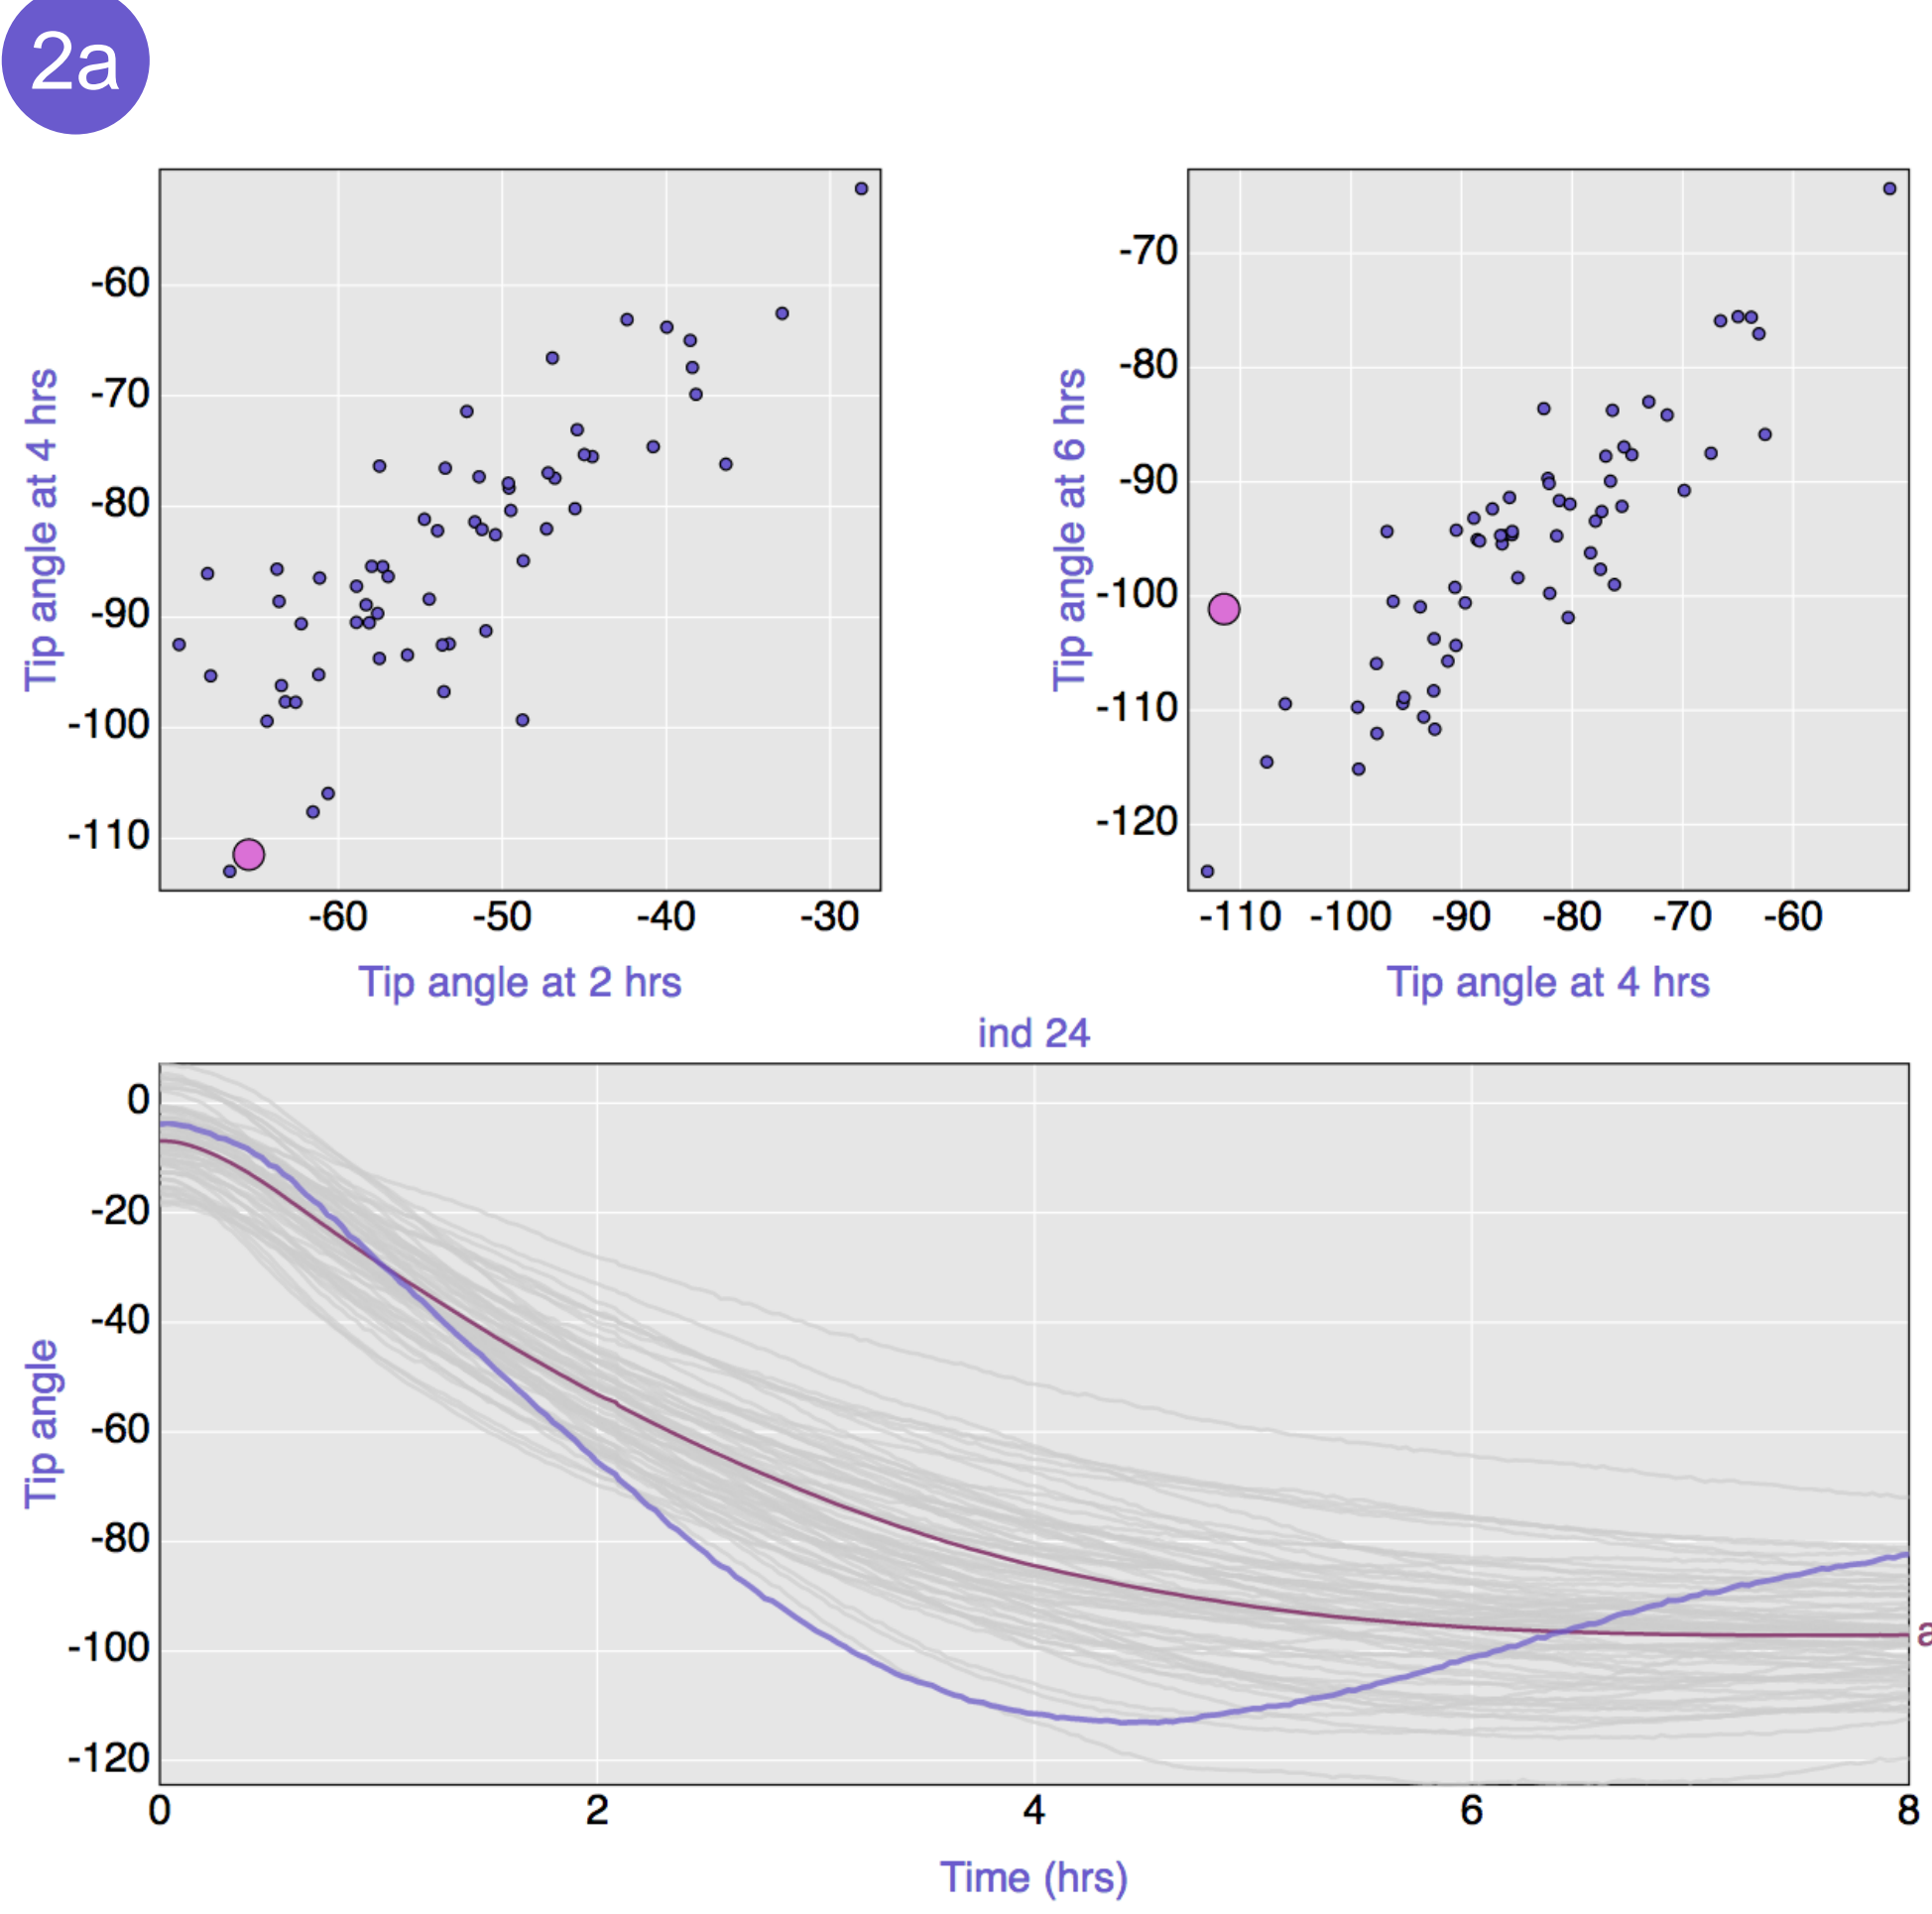 2a
-60
-70
-80
-90
-100
-110
Tip angle at 4 hrs
-60 -50 -40 -30
Tip angle at 2 hrs
-70
-80
-90
-100
-110
-120
Tip angle at 6 hrs
-110 -100 -90 -80 -70 -60
Tip angle at 4 hrs
ind 24
0
-20
-40
-60
-80
-100
-120
Tip angle
a
0 2 4 6 8
Time (hrs)